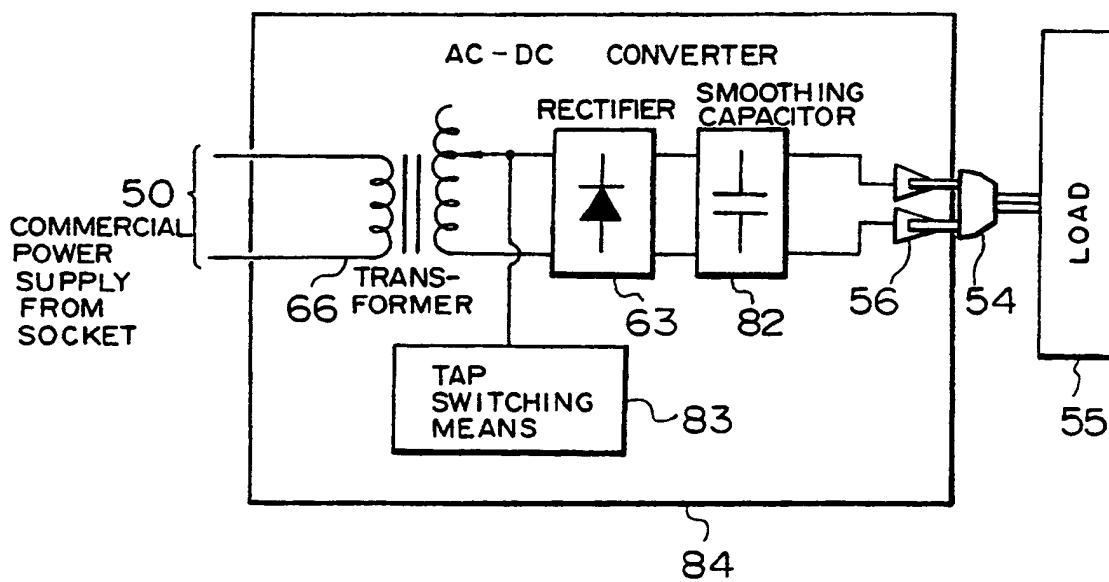 AC-DC CONVERTER
RECTIFIER
SMOOTHING
CAPACITOR
50
COMMERCIAL
POWER
SUPPLY
FROM
SOCKET
66
TRANS-
FORMER
63
82
56
54
LOAD
55
TAP
SWITCHING
MEANS
83
84